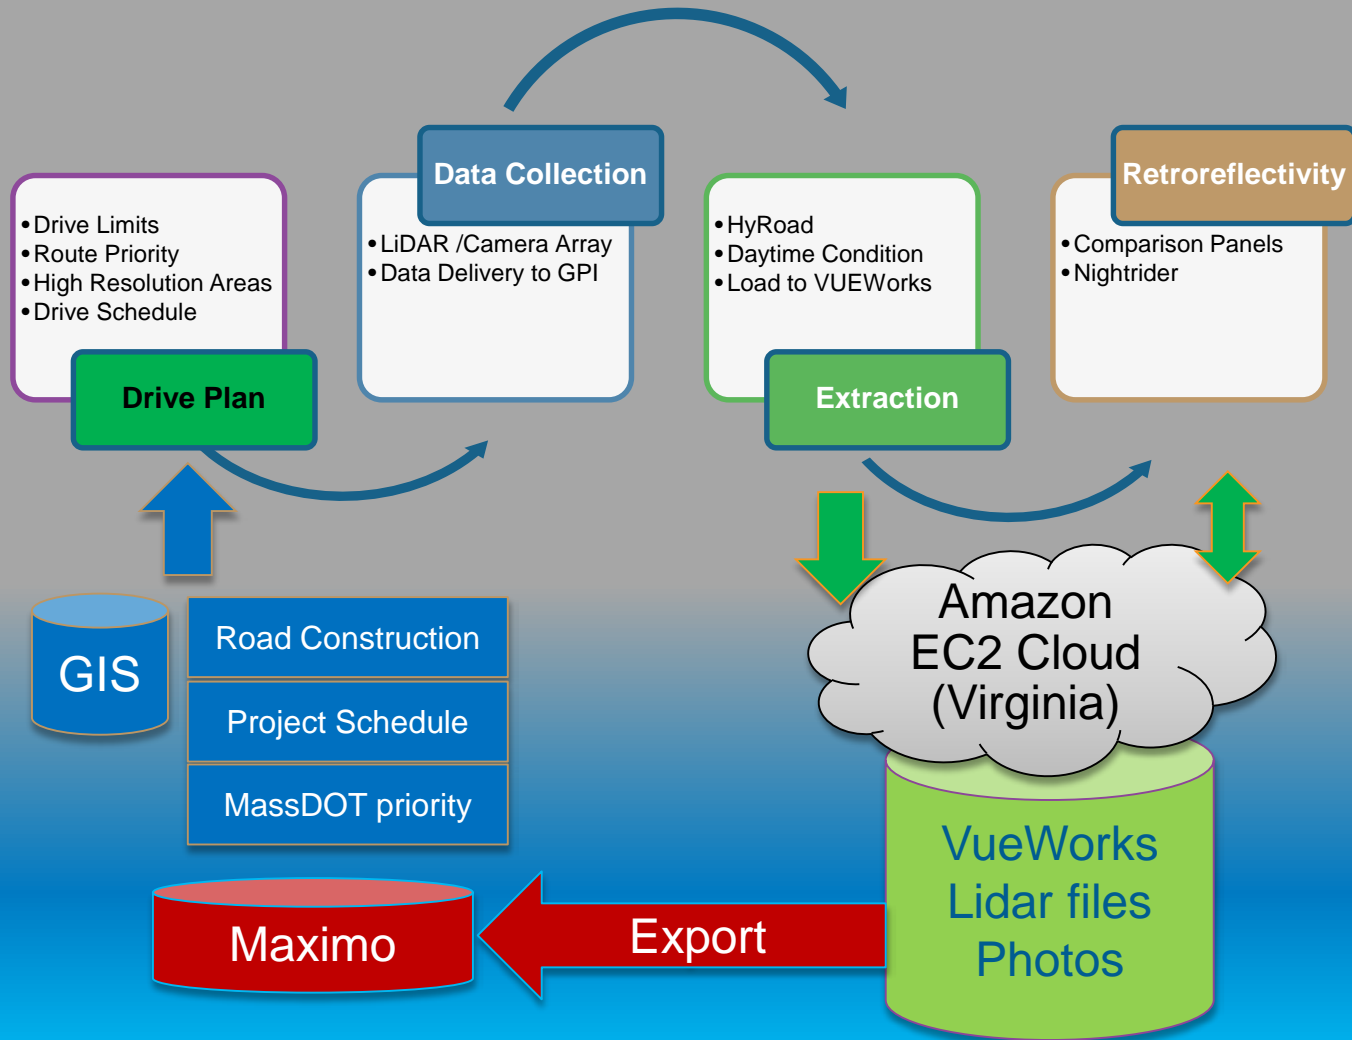 Drive Plan
•Drive Limits
•Route Priority
•High Resolution Areas
•Drive Schedule
Data Collection
•LiDAR /Camera Array
•Data Delivery to GPI
Extraction
•HyRoad
•Daytime Condition
•Load to VUEWorks
Retroreflectivity
•Comparison Panels
•Nightrider
GIS
Road Construction
Project Schedule
MassDOT priority
Amazon
EC2 Cloud
(Virginia)
VueWorks
Lidar files
Photos
Export
Maximo